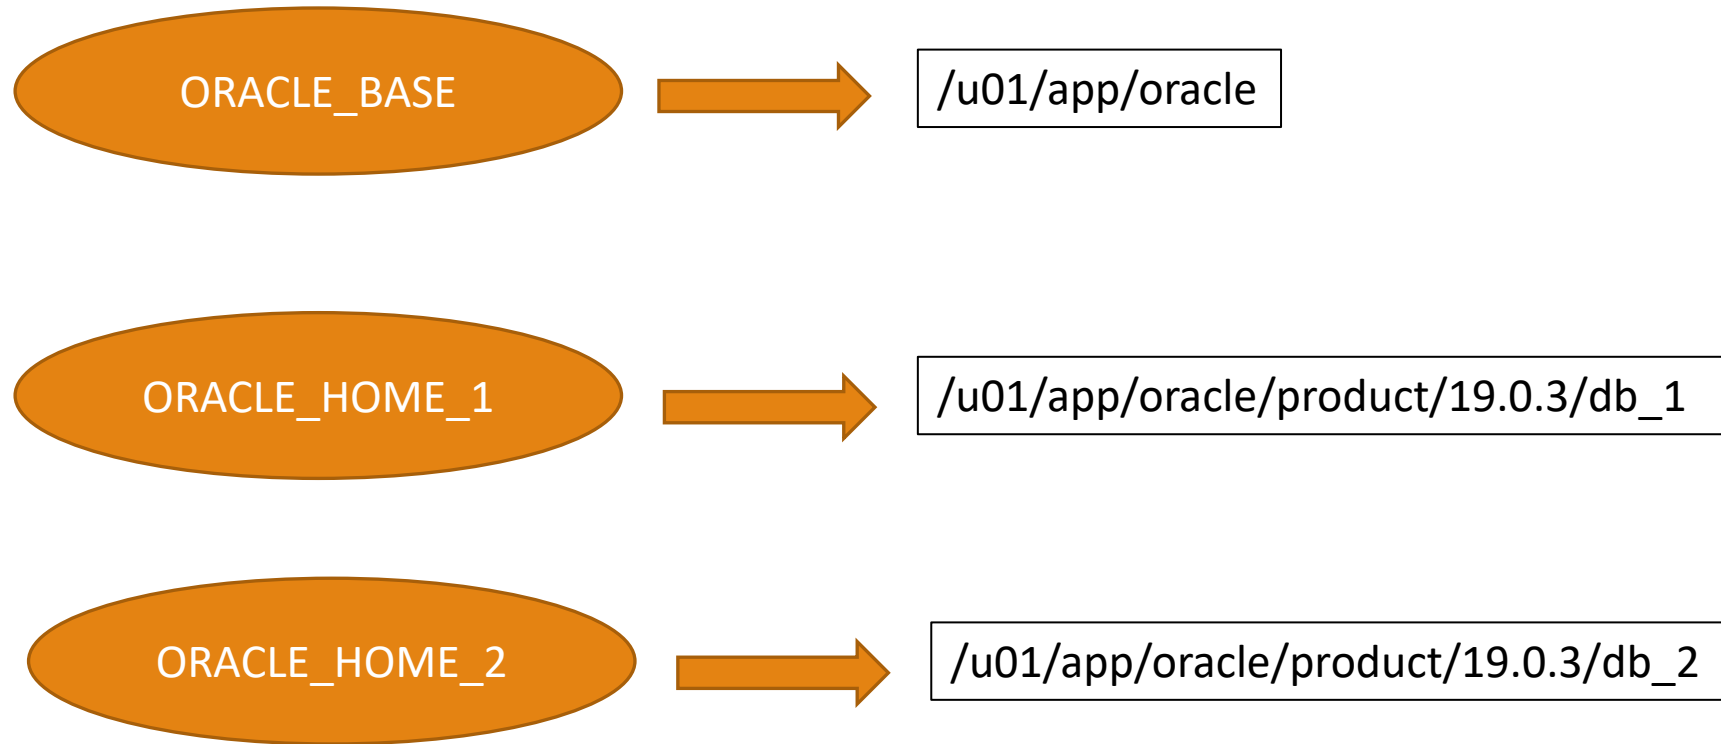 ORACLE_BASE
/u01/app/oracle
ORACLE_HOME_1
/u01/app/oracle/product/19.0.3/db_1
ORACLE_HOME_2
/u01/app/oracle/product/19.0.3/db_2